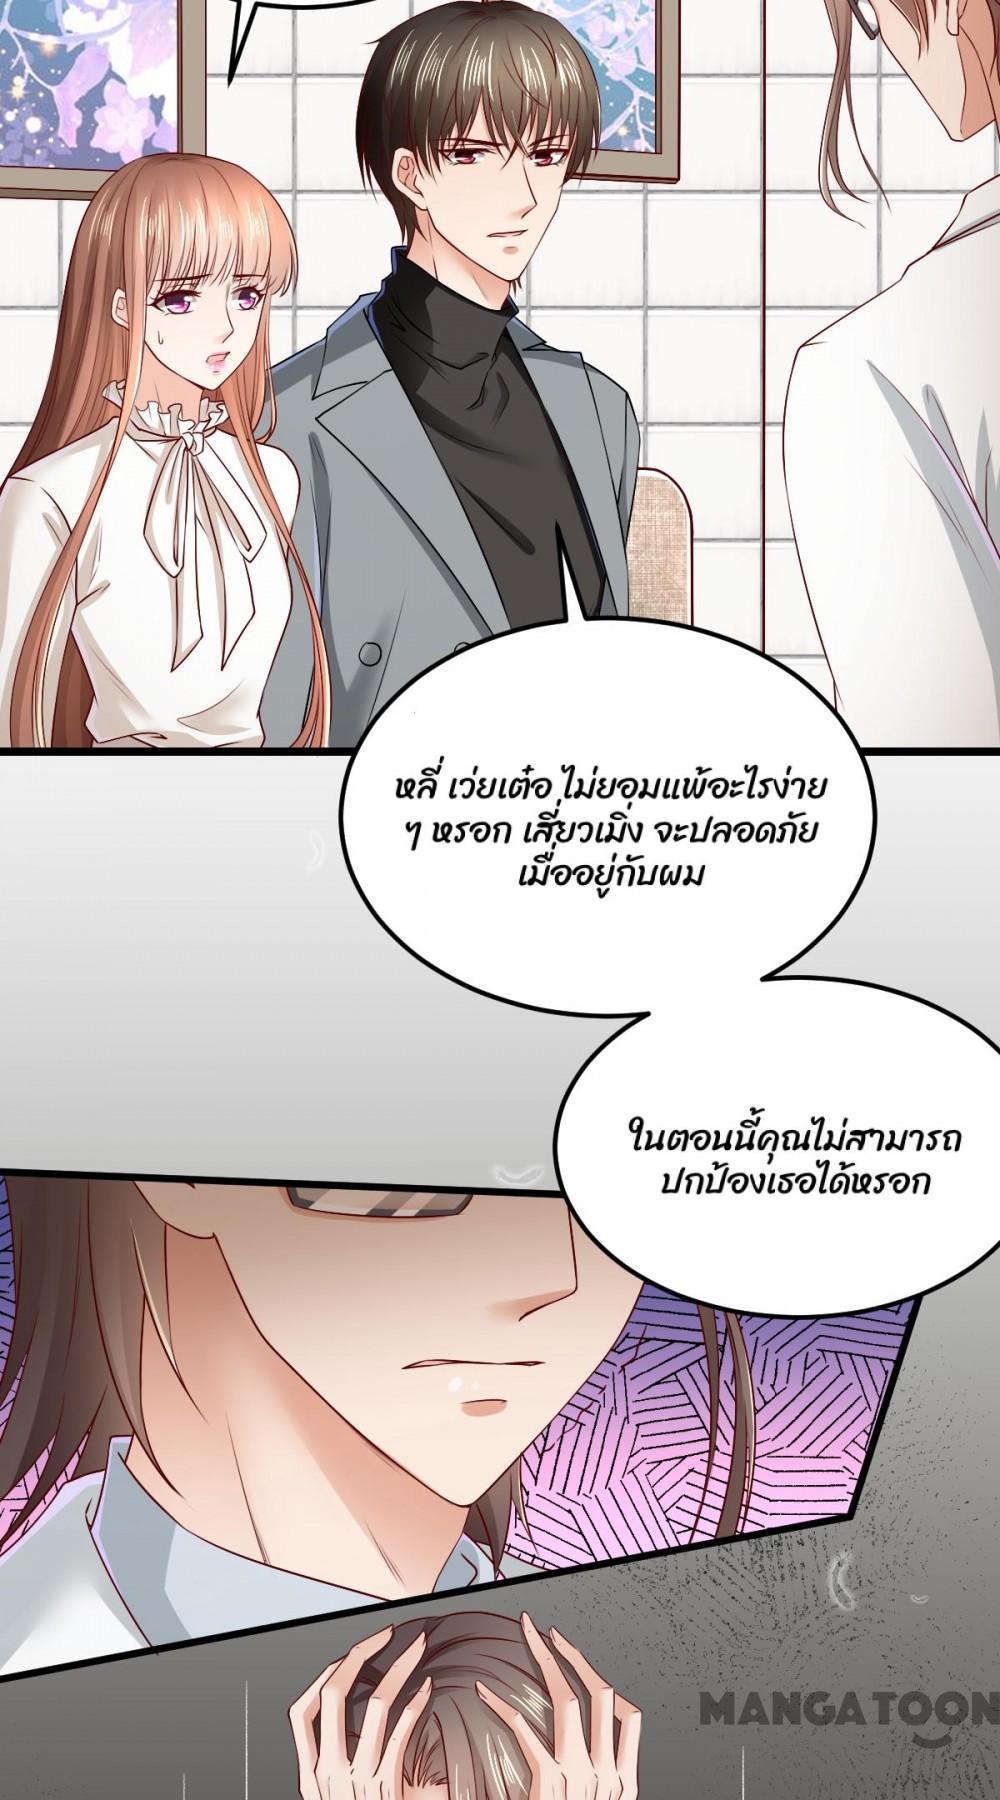 หลี่ เว่ยเต๋อ ไม่ยอมแพ้อะไรง่าย
ๆ หรอก เสี่ยวเมิ่ง จะปลอดภัย
เมื่ออยู่กับผม
ในตอนนี้คุณไม่สามารถ
ปกป้องเธอได้หรอก
MANGATOON